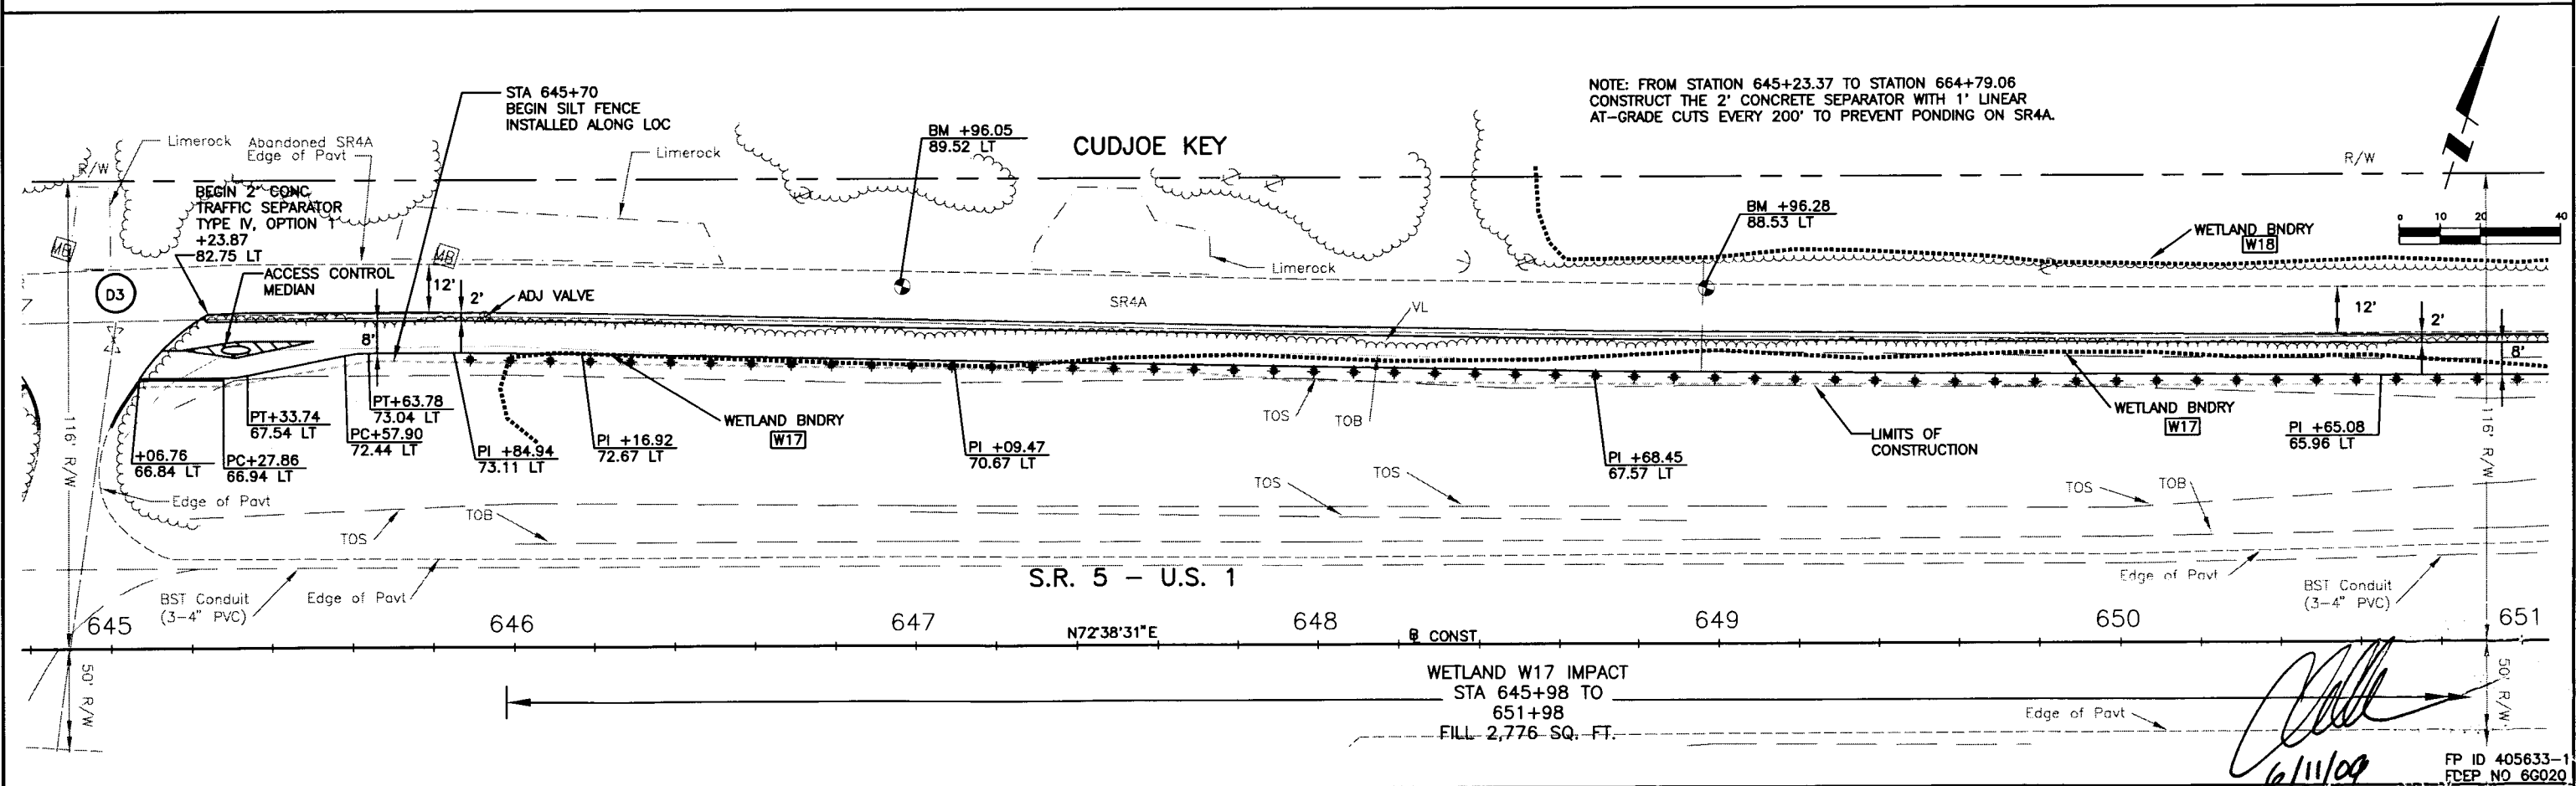 NOTE: FROM STATION 645+23.37 TO STATION 664+79.06
CONSTRUCT THE 2' CONCRETE SEPARATOR WITH 1' LINEAR
AT-GRADE CUTS EVERY 200' TO PREVENT PONDING ON SR4A.
STA 645+70
BEGIN SILT FENCE
INSTALLED ALONG LOC
BM +96.05
89.52 LT
CUDJOE KEY
Limerock
Abandoned SR4A
Edge of Pavt
Limerock
R/W
R/W
N
BEGIN 2' CONC
TRAFFIC SEPARATOR
TYPE IV, OPTION 1
+23.87
82.75 LT
MB
MB
BM +96.28
88.53 LT
0 10 20 40
WETLAND BNDRY
W18
ACCESS CONTROL
MEDIAN
Limerock
D3
12'
2'
ADJ VALVE
SR4A
VL
12'
2'
8'
8'
PT+33.74
67.54 LT
PT+63.78
73.04 LT
PC+57.90
72.44 LT
+06.76
66.84 LT
PC+27.86
66.94 LT
PI +84.94
73.11 LT
PI +16.92
72.67 LT
WETLAND BNDRY
W17
PI +09.47
70.67 LT
TOS
TOB
PI +68.45
67.57 LT
LIMITS OF
CONSTRUCTION
WETLAND BNDRY
W17
PI +65.08
65.96 LT
116' R/W
116' R/W
Edge of Pavt
TOS
TOB
TOS
TOS
TOS
TOB
S.R. 5 - U.S. 1
BST Conduit
(3-4" PVC)
Edge of Pavt
Edge of Pavt
BST Conduit
(3-4" PVC)
645 646 647 648 649 650 651
N72°38'31"E
B CONST
50' R/W
50' R/W
WETLAND W17 IMPACT
STA 645+98 TO
651+98
FILL 2,776 SQ. FT.
Edge of Pavt
6/11/09
FP ID 405633-1
FDEP NO 6G020